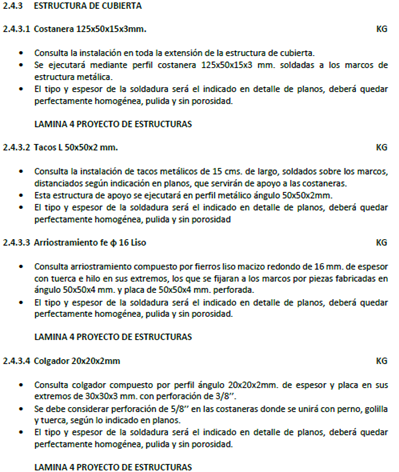 2.4.3 ESTRUCTURA DE CUBIERTA
2.4.3.1 Costanera 125x50x15x3mm. KG
• Consulta la instalación en toda la extensión de la estructura de cubierta.
• Se ejecutará mediante perfil costanera 125x50x15x3 mm. soldadas a los marcos de
estructura metálica.
• El tipo y espesor de la soldadura será el indicado en detalle de planos, deberá quedar
perfectamente homogénea, pulida y sin porosidad.
LAMINA 4 PROYECTO DE ESTRUCTURAS
2.4.3.2 Tacos L 50x50x2 mm. KG
• Consulta la instalación de tacos metálicos de 15 cms. de largo, soldados sobre los marcos,
distanciados según indicación en planos, que servirán de apoyo a las costaneras.
• Esta estructura de apoyo se ejecutará en perfil metálico ángulo 50x50x2mm.
• El tipo y espesor de la soldadura será el indicado en detalle de planos, deberá quedar
perfectamente homogénea, pulida y sin porosidad
2.4.3.3 Arriostramiento fe ф 16 Liso KG
• Consulta arriostramiento compuesto por fierros liso macizo redondo de 16 mm. de espesor
con tuerca e hilo en sus extremos, los que se fijaran a los marcos por piezas fabricadas en
ángulo 50x50x4 mm. y placa de 50x50x4 mm. perforada.
• El tipo y espesor de la soldadura será el indicado en detalle de planos, deberá quedar
perfectamente homogénea, pulida y sin porosidad.
LAMINA 4 PROYECTO DE ESTRUCTURAS
2.4.3.4 Colgador 20x20x2mm KG
• Consulta colgador compuesto por perfil ángulo 20x20x2mm. de espesor y placa en sus
extremos de 30x30x3 mm. con perforación de 3/8’’.
• Se debe considerar perforación de 5/8’’ en las costaneras donde se unirá con perno, golilla
y tuerca, según lo indicado en planos.
• El tipo y espesor de la soldadura será el indicado en detalle de planos, deberá quedar
perfectamente homogénea, pulida y sin porosidad.
LAMINA 4 PROYECTO DE ESTRUCTURAS